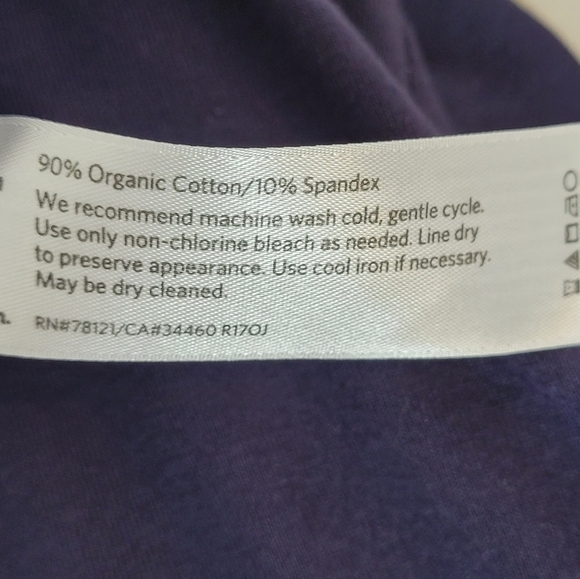 90% Organic Cotton/10% Spandex
We recommend machine wash cold, gentle cycle.
Use only non-chlorine bleach as needed. Line dry
to preserve appearance. Use cool iron if necessary.
May be dry cleaned.
RN#78121/CA#34460 R17OJ